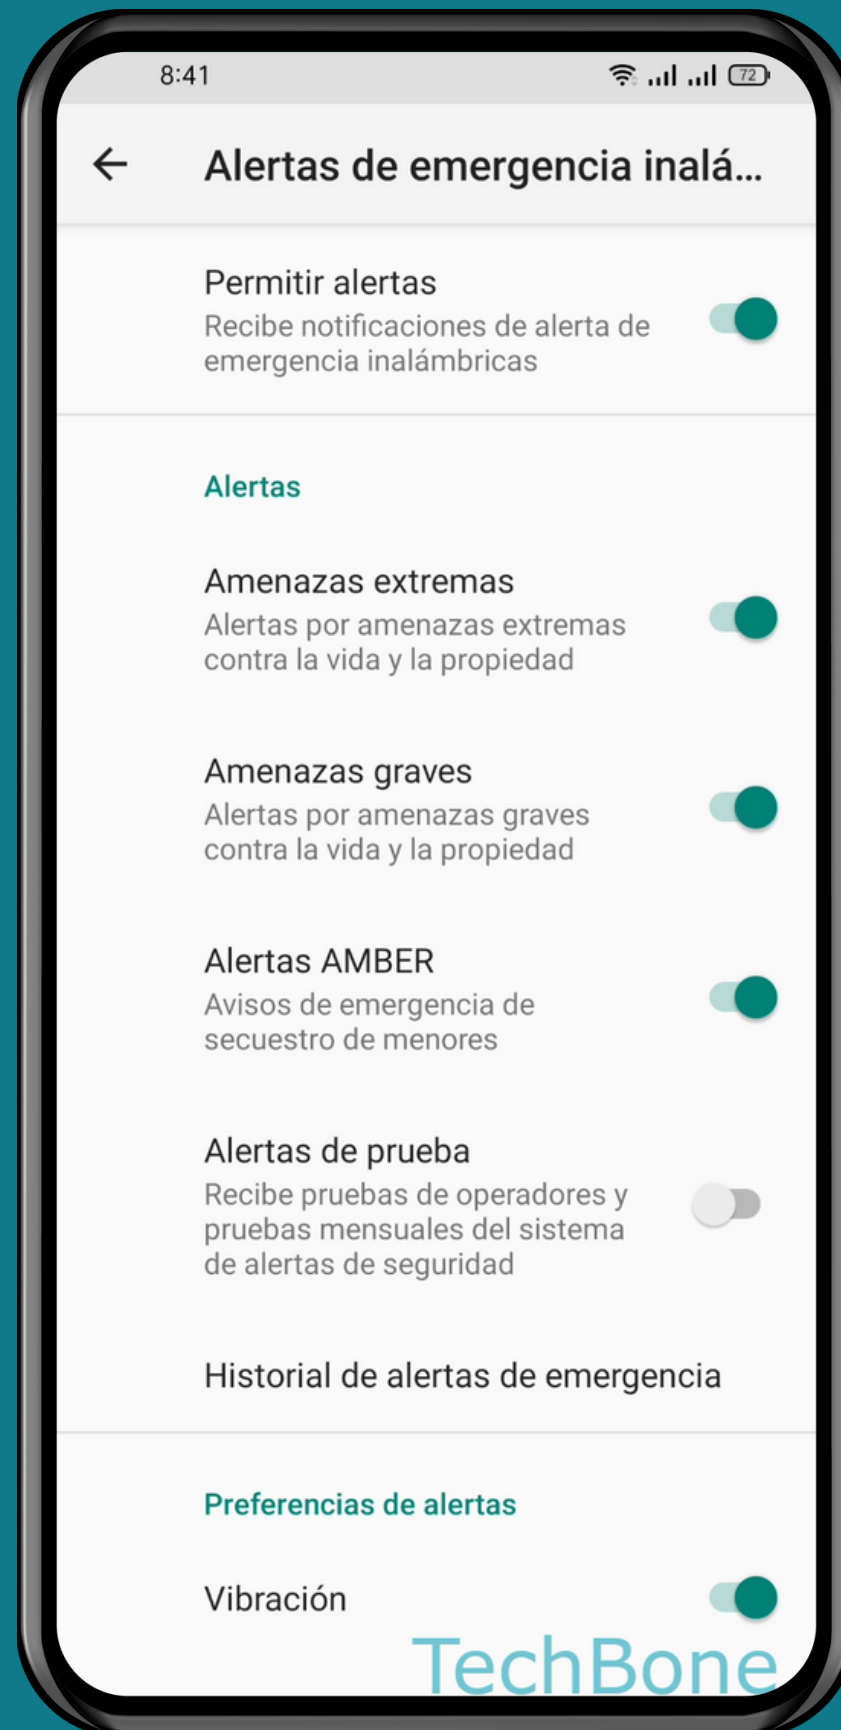 8:41
72
Alertas de emergencia inalá...
Permitir alertas
Recibe notificaciones de alerta de
emergencia inalámbricas
Alertas
Amenazas extremas
Alertas por amenazas extremas
contra la vida y la propiedad
Amenazas graves
Alertas por amenazas graves
contra la vida y la propiedad
Alertas AMBER
Avisos de emergencia de
secuestro de menores
Alertas de prueba
Recibe pruebas de operadores y
pruebas mensuales del sistema
de alertas de seguridad
Historial de alertas de emergencia
Preferencias de alertas
Vibración
TechBone